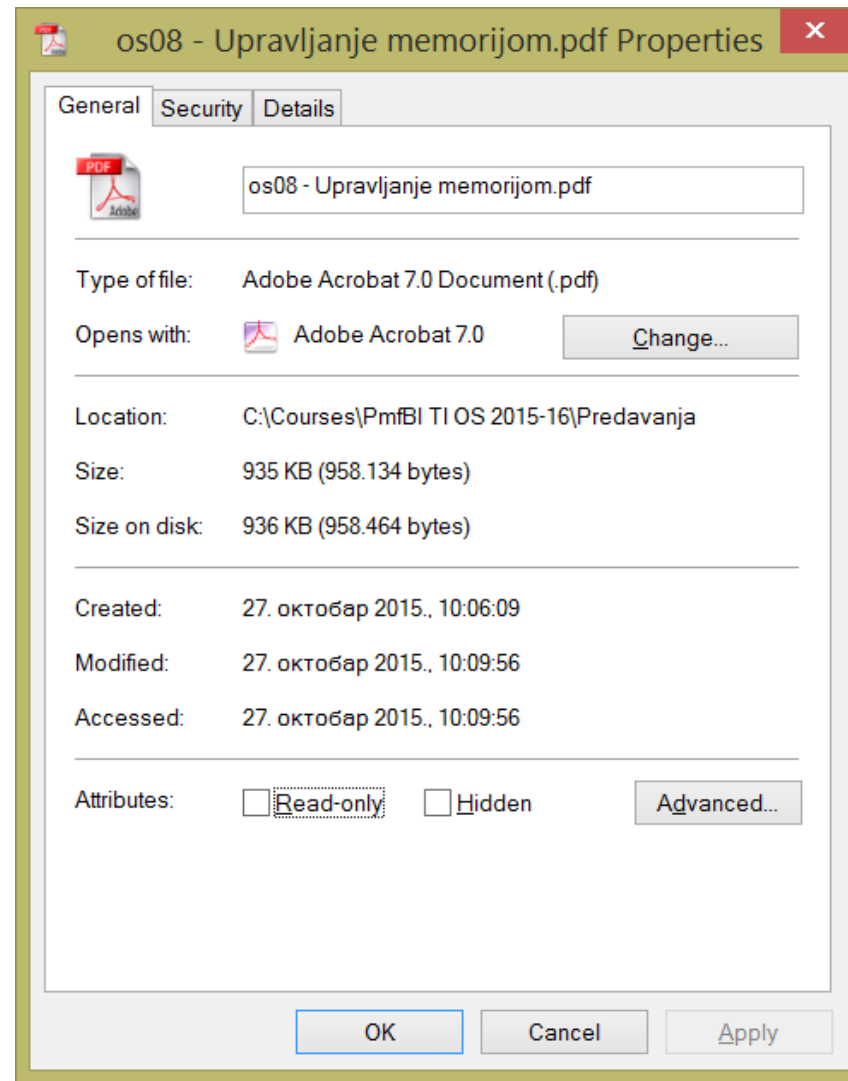 os08 - Upravljanje memorijom.pdf Properties
General Security Details
PDF
Adobe
os08 - Upravljanje memorijom.pdf
Type of file: Adobe Acrobat 7.0 Document (.pdf)
Opens with: Adobe Acrobat 7.0 Change...
Location: C:\Courses\PmfBl TI OS 2015-16\Predavanja
Size: 935 KB (958.134 bytes)
Size on disk: 936 KB (958.464 bytes)
Created: 27. октобар 2015., 10:06:09
Modified: 27. октобар 2015., 10:09:56
Accessed: 27. октобар 2015., 10:09:56
Attributes: Read-only Hidden Advanced...
OK Cancel Apply